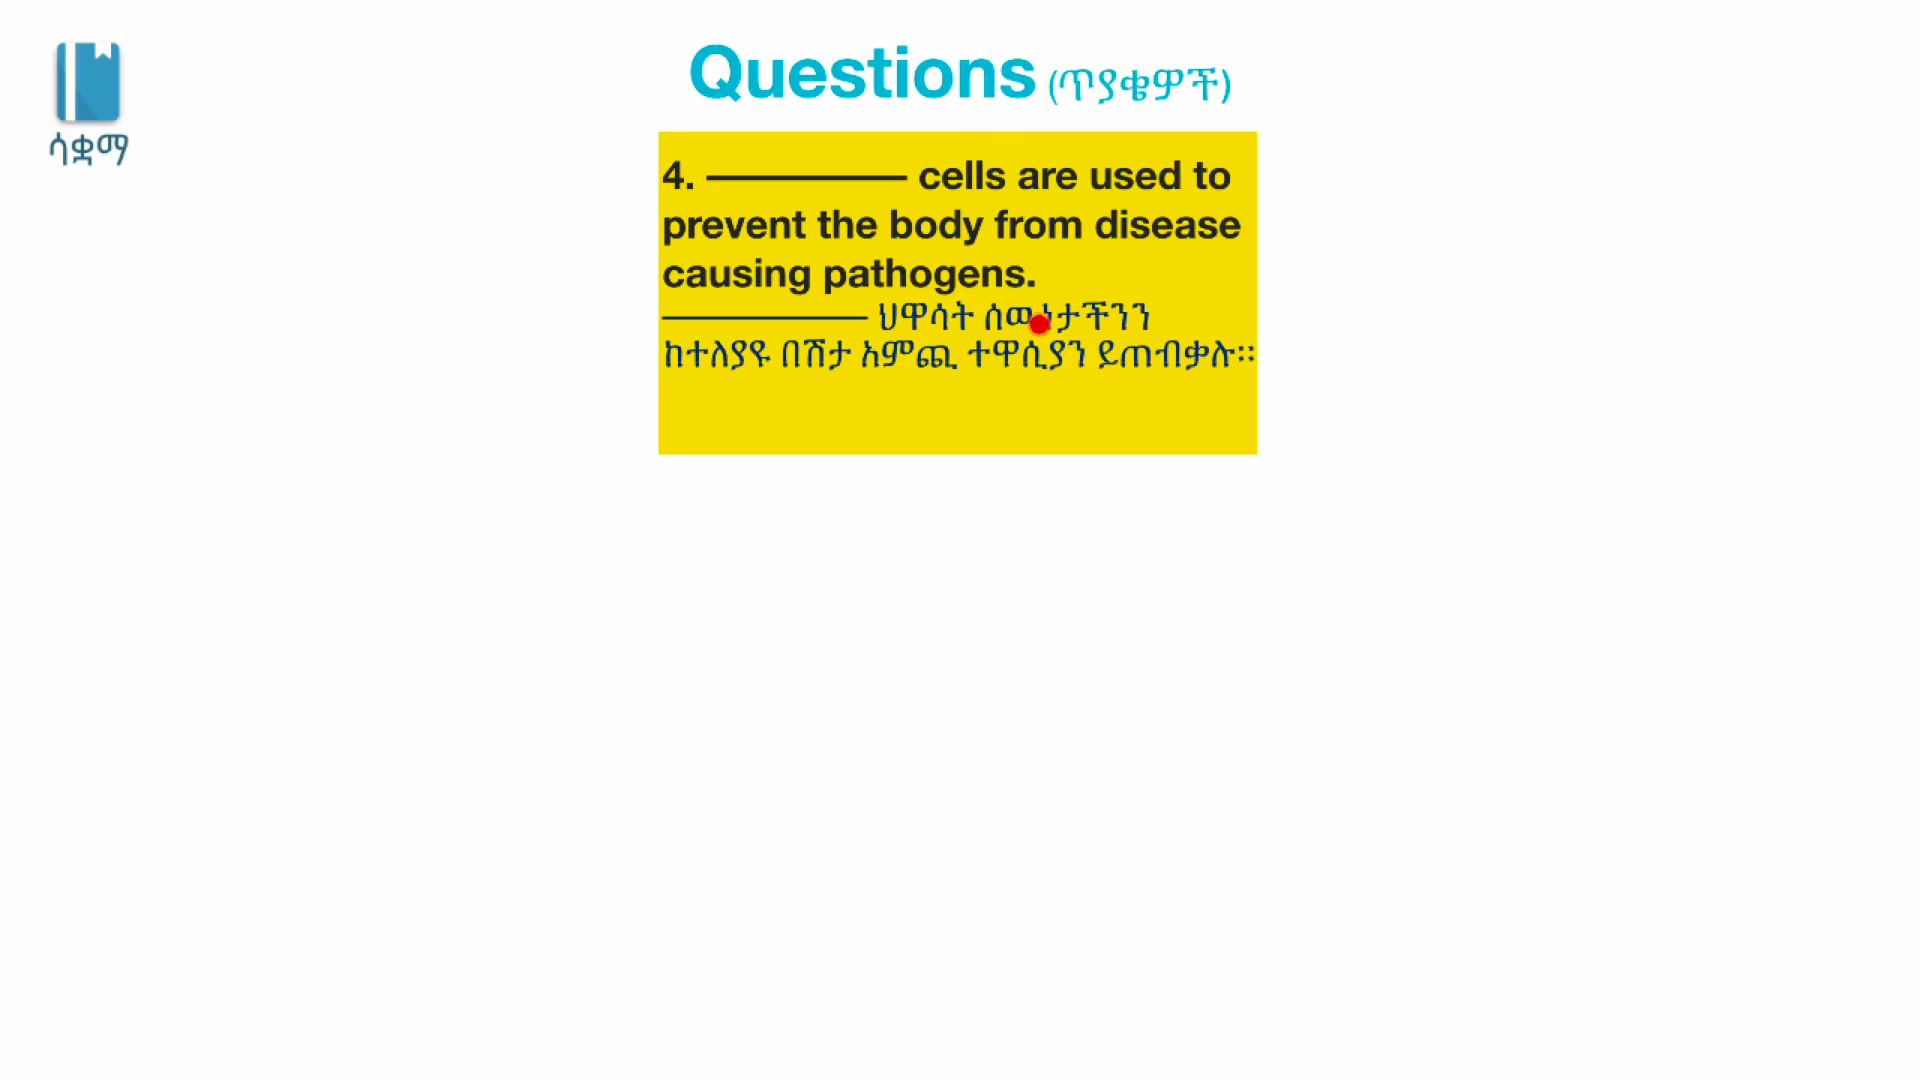 ሳቋማ
Questions (ጥያቄዎች)
4. ————— cells are used to
prevent the body from disease
causing pathogens.
————— ህዋሳት ሰውነታችንን
ከተለያዩ በሽታ አምጪ ተዋሲያን ይጠብቃሉ።